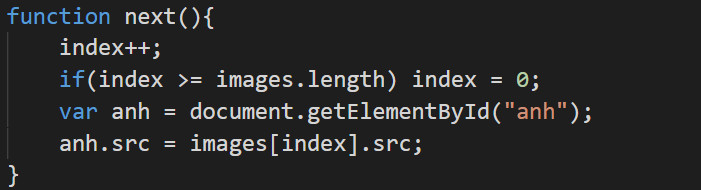 function next(){
    index++;
    if(index >= images.length) index = 0;
    var anh = document.getElementById("anh");
    anh.src = images[index].src;
}